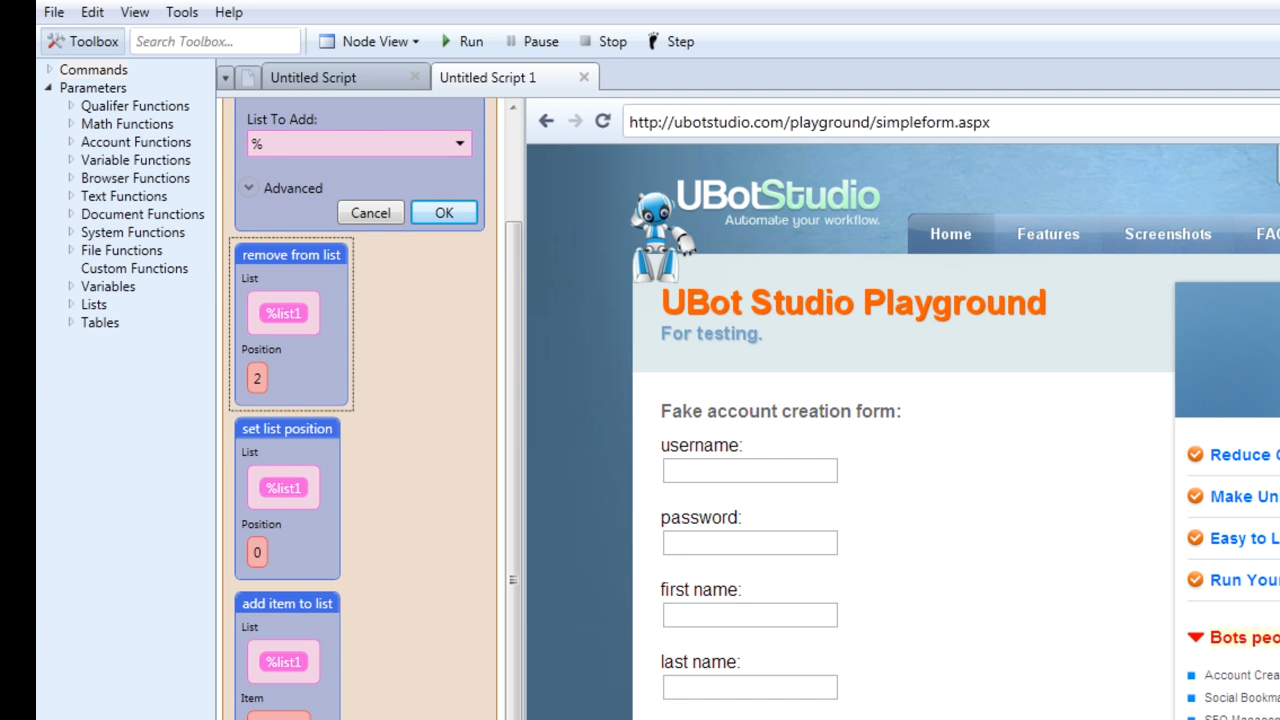 File Edit View Tools Help
Toolbox Search Toolbox... Node View Run Pause Stop Step
Commands
Parameters
Qualifer Functions
Math Functions
Account Functions
Variable Functions
Browser Functions
Text Functions
Document Functions
System Functions
File Functions
Custom Functions
Variables
Lists
Tables
Untitled Script Untitled Script 1
List To Add:
%
Advanced
Cancel OK
remove from list
List
%list1
Position
2
set list position
List
%list1
Position
0
add item to list
List
%list1
Item
http://ubotstudio.com/playground/simpleform.aspx
UBotStudio
Automate your workflow.
Home Features Screenshots
UBot Studio Playground
For testing.
Fake account creation form:
username:
password:
first name:
last name:
Reduce
Make Un
Easy to L
Run Your
Bots peo
Account Crea
Social Bookma